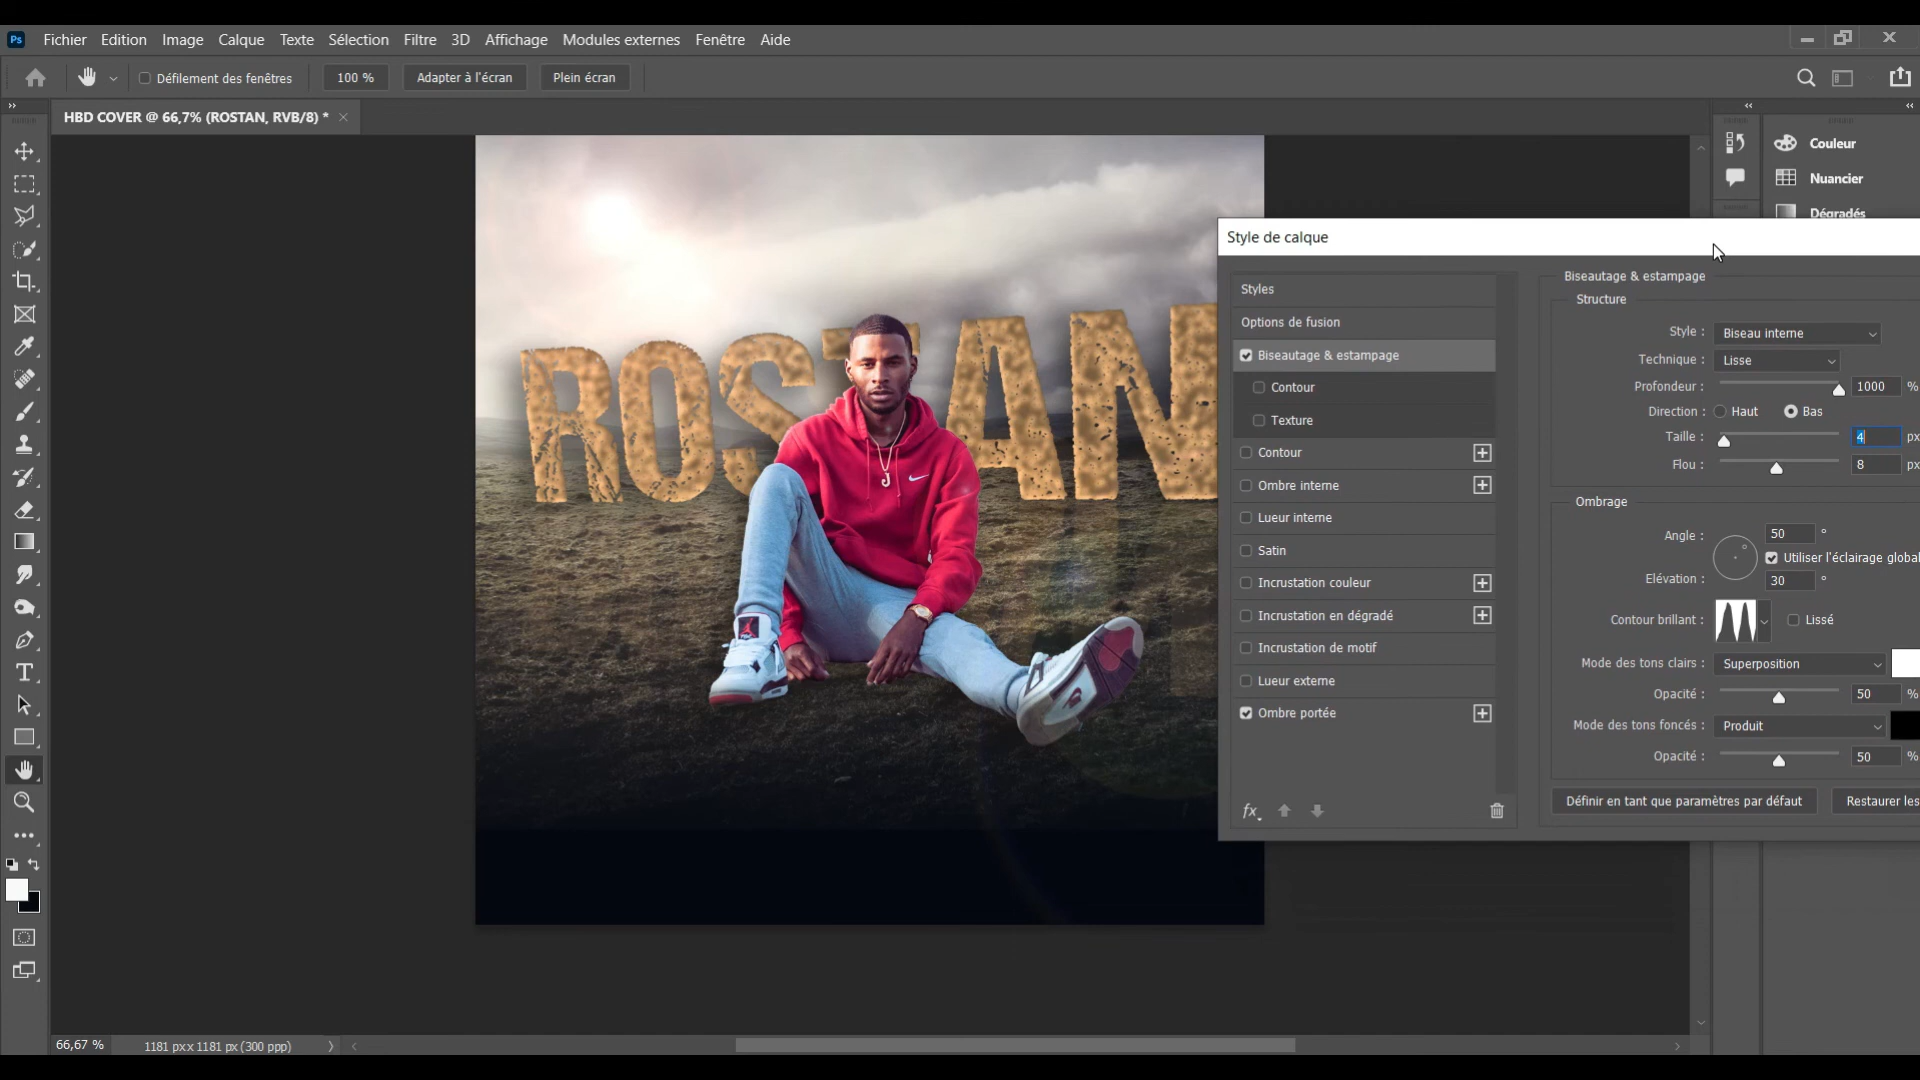 Ps Fichier Edition Image Calque Texte Sélection Filtre 3D Affichage Modules externes Fenêtre Aide
Défilement des fenêtres 100 % Adapter à l'écran Plein écran
HBD COVER @ 66,7% (ROSTAN, RVB/8) *
Couleur
Nuancier
Dégradés
ROSTAN
J
Style de calque
Styles
Options de fusion
Biseautage & estampage
Contour
Texture
Contour
Ombre interne
Lueur interne
Satin
Incrustation couleur
Incrustation en dégradé
Incrustation de motif
Lueur externe
Ombre portée
fx
Biseautage & estampage
Structure
Style : Biseau interne
Technique : Lisse
Profondeur : 1000 %
Direction : Haut Bas
Taille : 4 px
Flou : 8 px
Ombrage
Angle : 50 °
Utiliser l'éclairage global
Elévation : 30 °
Contour brillant : Lissé
Mode des tons clairs : Superposition
Opacité : 50 %
Mode des tons foncés : Produit
Opacité : 50 %
Définir en tant que paramètres par défaut Restaurer les
66,67 % 1181 px x 1181 px (300 ppp)